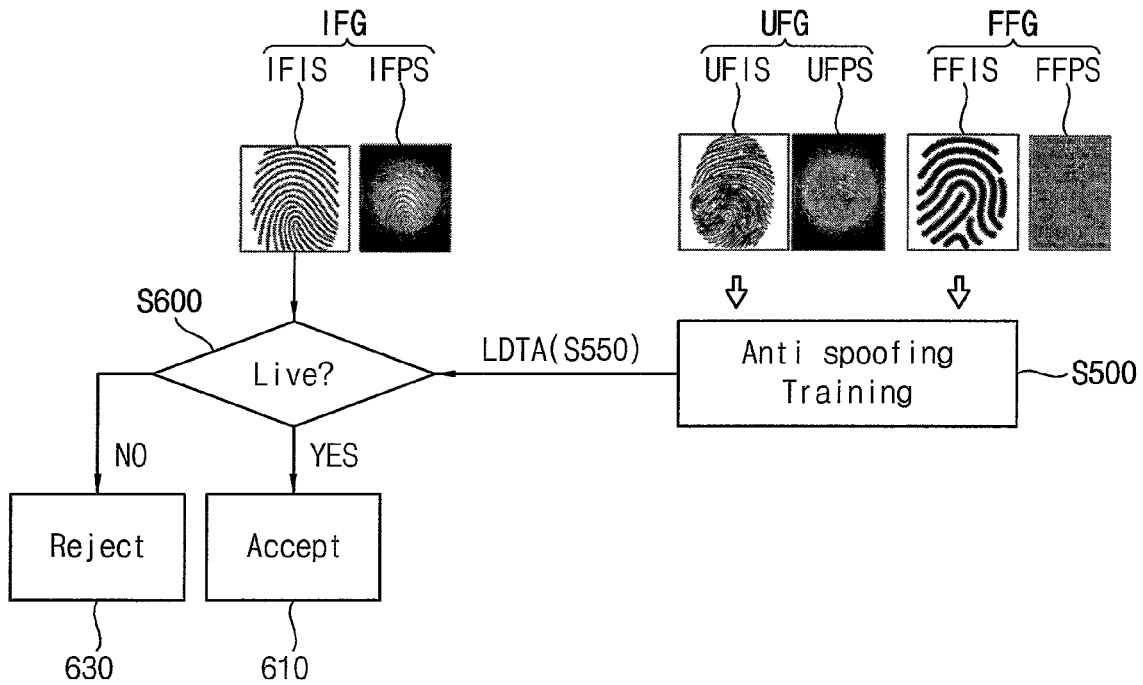 IFG
UFG
FFG
IFIS
IFPS
UFIS
UFPS
FFIS
FFPS
S600
Live?
LDTA(S550)
Anti spoofing
Training
S500
NO
YES
Reject
Accept
630
610